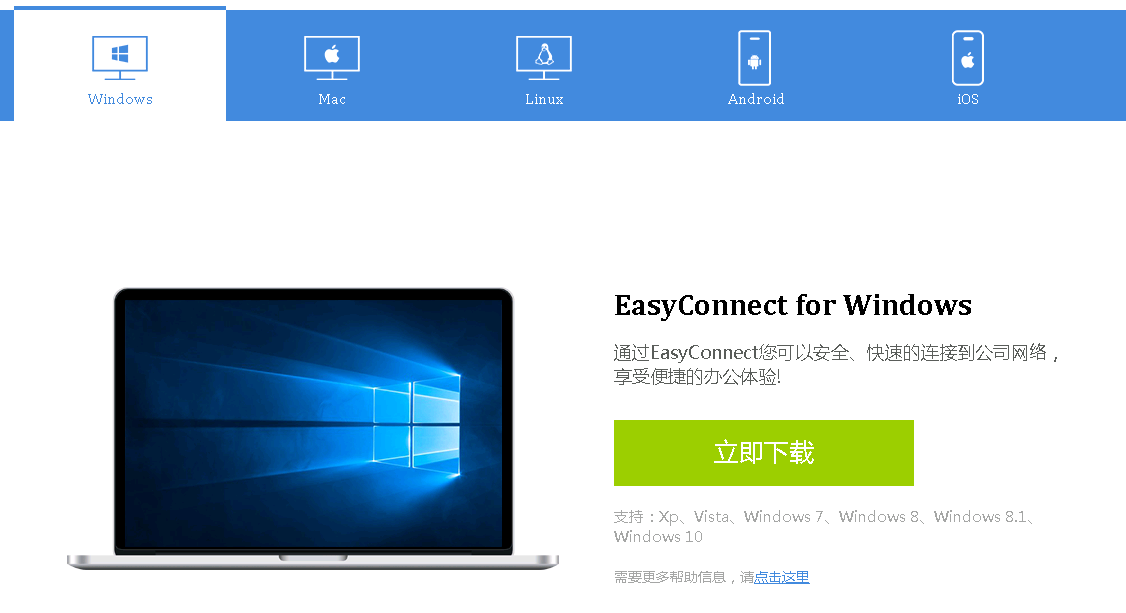 Windows
Mac
Linux
Android
iOS
EasyConnect for Windows
通过EasyConnect您可以安全、快速的连接到公司网络，
享受便捷的办公体验!
立即下载
支持：Xp、Vista、Windows 7、Windows 8、Windows 8.1、
Windows 10
需要更多帮助信息，请点击这里